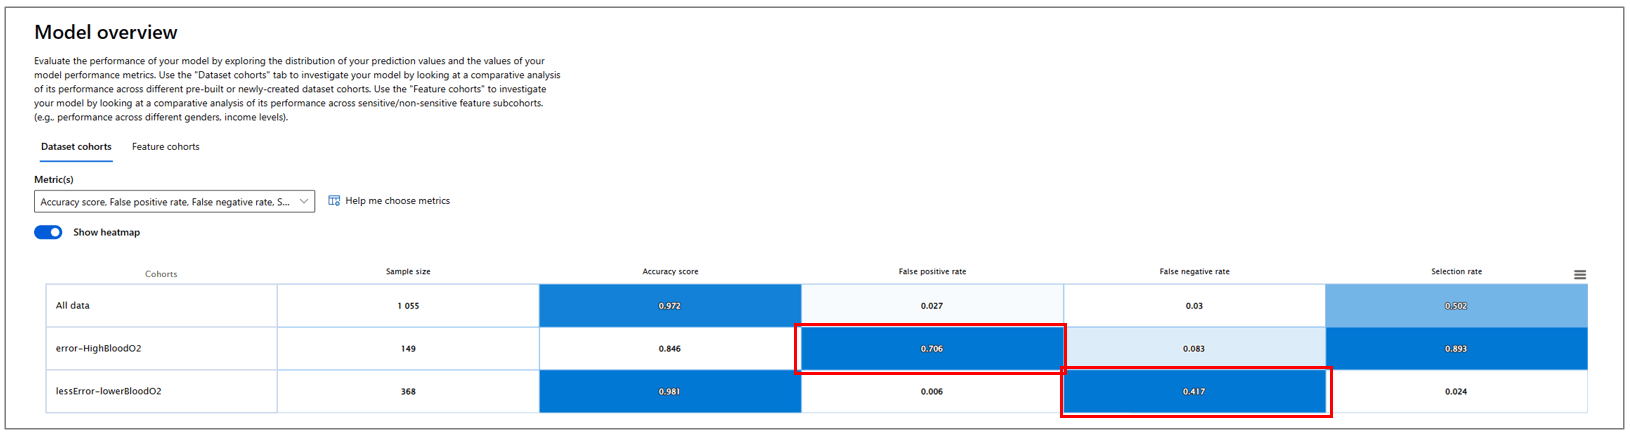 Model overview
Evaluate the performance of your model by exploring the distribution of your prediction values and the values of your
model performance metrics. Use the "Dataset cohorts" tab to investigate your model by looking at a comparative analysis
of its performance across different pre-built or newly-created dataset cohorts. Use the "Feature cohorts" to investigate
your model by looking at a comparative analysis of its performance across sensitive/non-sensitive feature subcohorts.
(e.g., performance across different genders, income levels).
Dataset cohorts Feature cohorts
Metric(s)
Accuracy score, False positive rate, False negative rate, S... Help me choose metrics
Show heatmap
Cohorts Sample size Accuracy score False positive rate False negative rate Selection rate
All data 1 055 0.972 0.027 0.03 0.502
error-HighBloodO2 149 0.846 0.706 0.083 0.893
lessError-lowerBloodO2 368 0.981 0.006 0.417 0.024